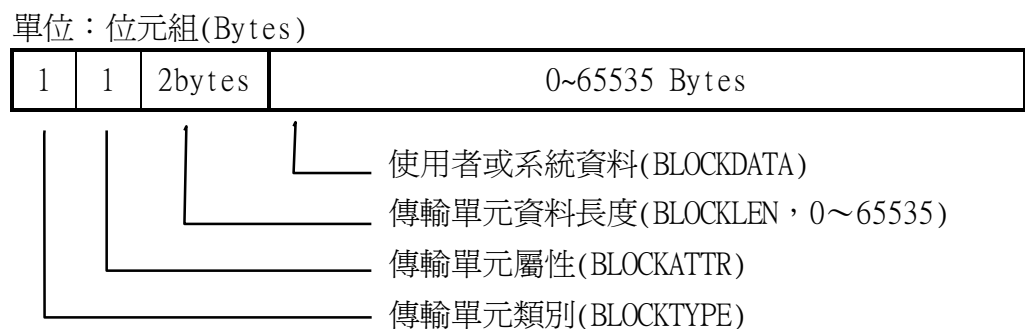 單位：位元組(Bytes)
1 1 2bytes 0~65535 Bytes
使用者或系統資料(BLOCKDATA)
傳輸單元資料長度(BLOCKLEN，0～65535)
傳輸單元屬性(BLOCKATTR)
傳輸單元類別(BLOCKTYPE)